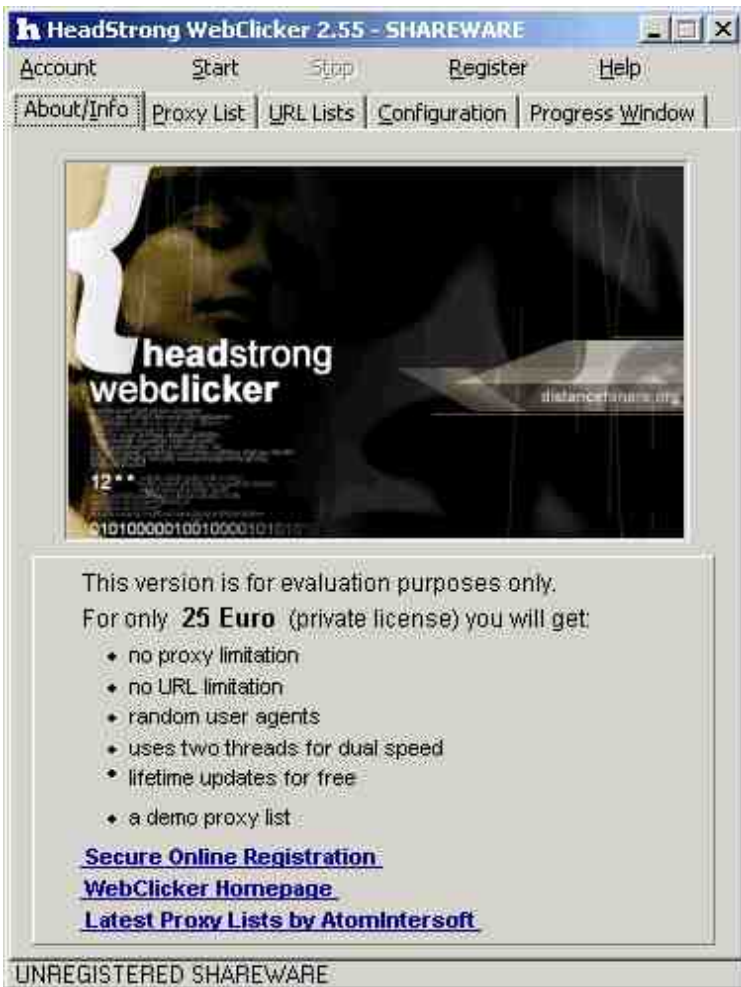 h HeadStrong WebClicker 2.55 - SHAREWARE
Account Start Stop Register Help
About/Info Proxy List URL Lists Configuration Progress Window
headstrong
webclicker
12**
UNREGISTERED SHAREWARE
This version is for evaluation purposes only.
For only 25 Euro (private license) you will get:
• no proxy limitation
• no URL limitation
• random user agents
• uses two threads for dual speed
• lifetime updates for free
• a demo proxy list
Secure Online Registration
WebClicker Homepage
Latest Proxy Lists by AtomIntersoft